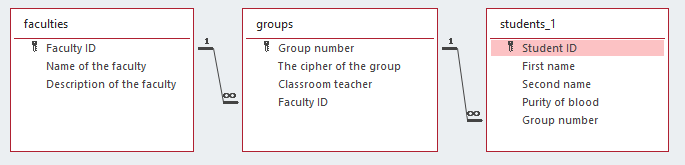 faculties
Faculty ID
Name of the faculty
Description of the faculty
1
∞
groups
Group number
The cipher of the group
Classroom teacher
Faculty ID
1
∞
students_1
Student ID
First name
Second name
Purity of blood
Group number